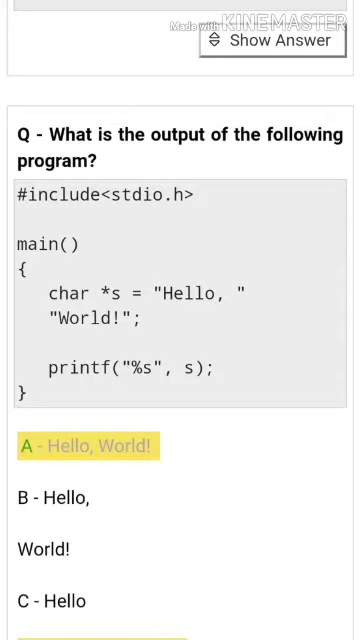 Made with KINEMASTER
Show Answer
Q - What is the output of the following
program?
#include<stdio.h>
main()
{
char *s = "Hello, "
"World!";
printf("%s", s);
}
A - Hello, World!
B - Hello,
World!
C - Hello